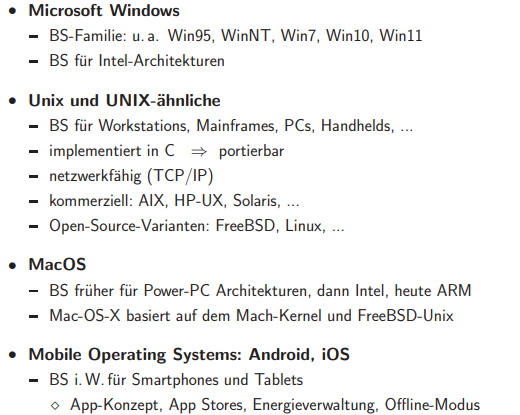 • Microsoft Windows
– BS-Familie: u. a. Win95, WinNT, Win7, Win10, Win11
– BS für Intel-Architekturen
• Unix und UNIX-ähnliche
– BS für Workstations, Mainframes, PCs, Handhelds, ...
– implementiert in C ⇒ portierbar
– netzwerkfähig (TCP/IP)
– kommerziell: AIX, HP-UX, Solaris, ...
– Open-Source-Varianten: FreeBSD, Linux, ...
• MacOS
– BS früher für Power-PC Architekturen, dann Intel, heute ARM
– Mac-OS-X basiert auf dem Mach-Kernel und FreeBSD-Unix
• Mobile Operating Systems: Android, iOS
– BS i. W. für Smartphones und Tablets
◇ App-Konzept, App Stores, Energieverwaltung, Offline-Modus